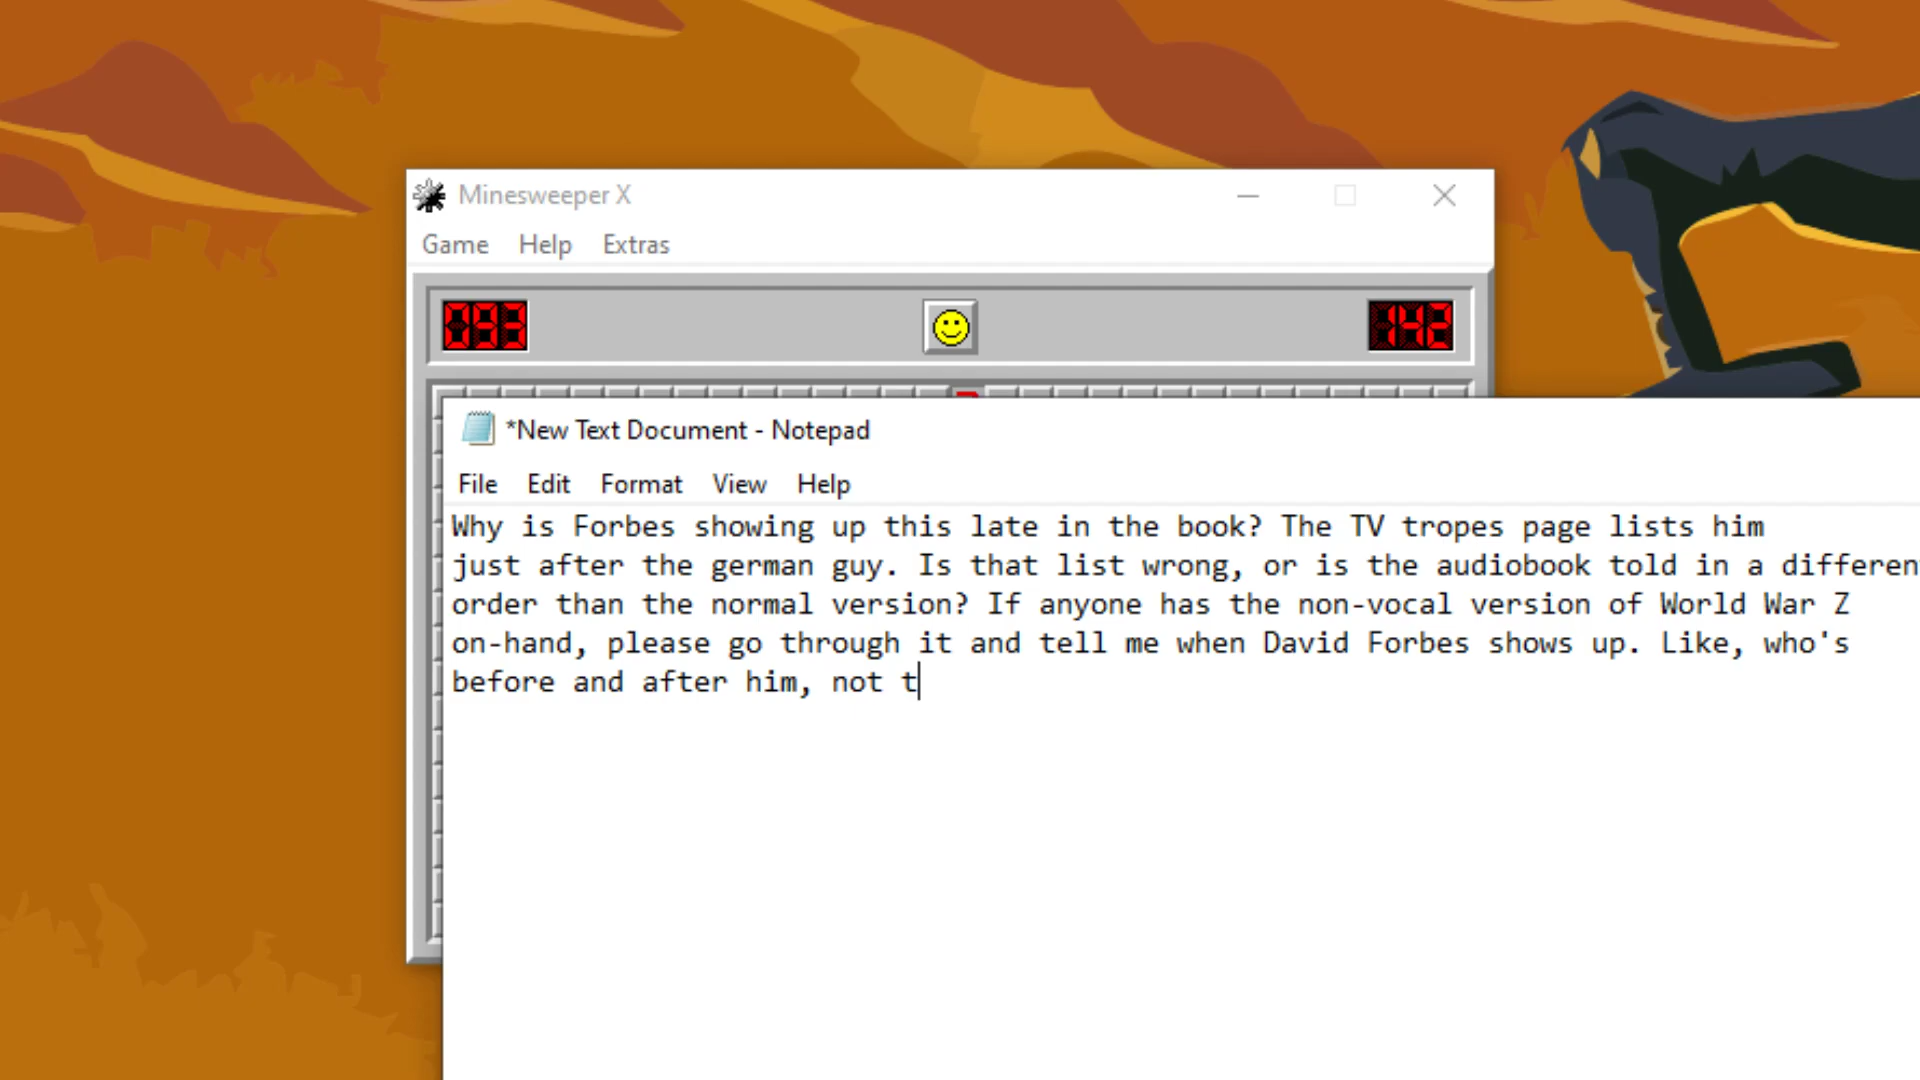 Minesweeper X
Game Help Extras
033 142
*New Text Document - Notepad
File Edit Format View Help
Why is Forbes showing up this late in the book? The TV tropes page lists him
just after the german guy. Is that list wrong, or is the audiobook told in a differen
order than the normal version? If anyone has the non-vocal version of World War Z
on-hand, please go through it and tell me when David Forbes shows up. Like, who's
before and after him, not t